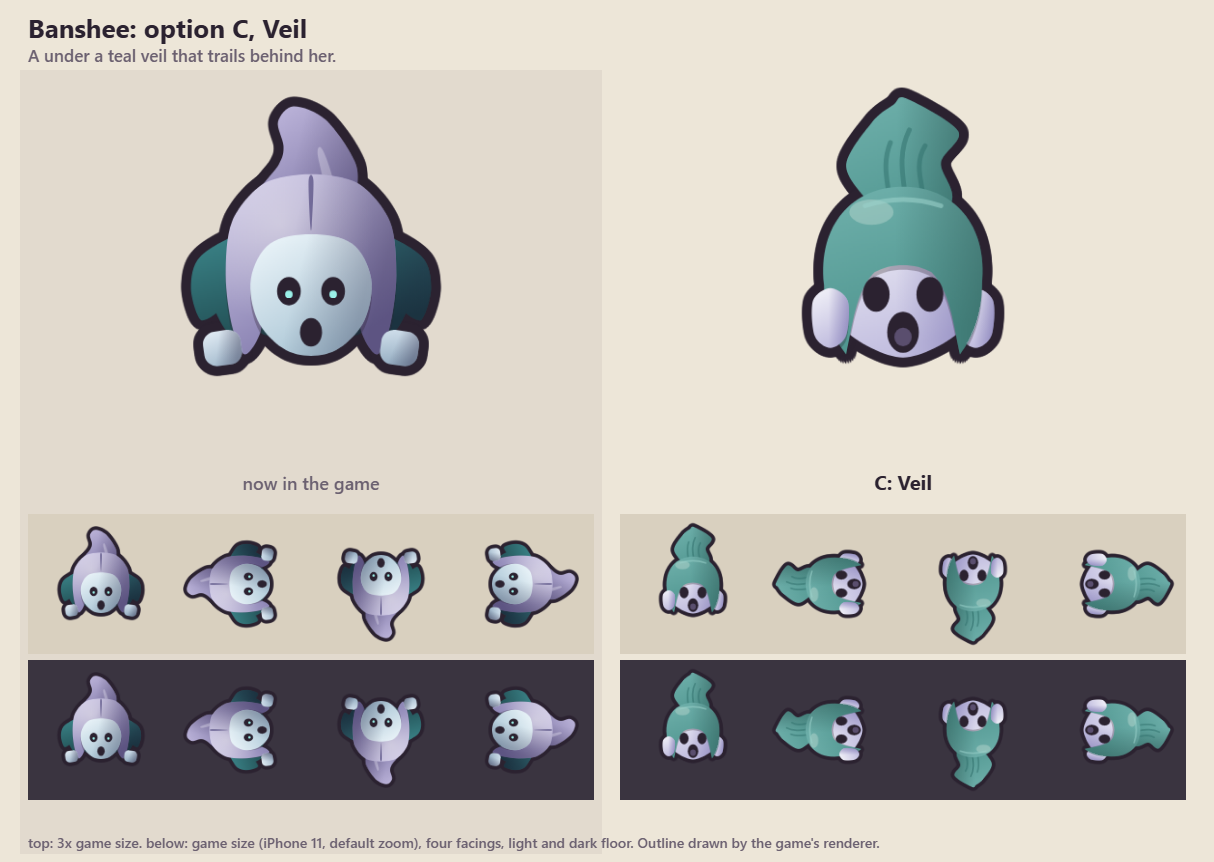 Banshee: option C, Veil
A under a teal veil that trails behind her.
now in the game
C: Veil
top: 3x game size. below: game size (iPhone 11, default zoom), four facings, light and dark floor. Outline drawn by the game's renderer.